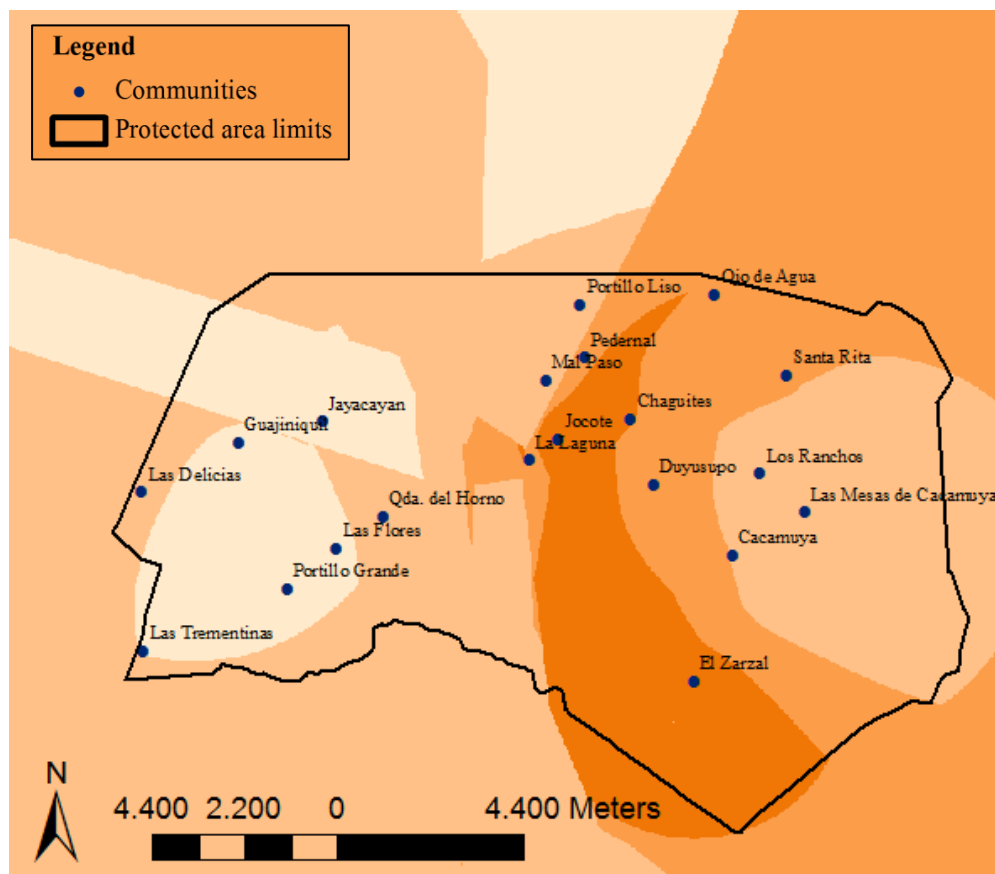 Legend
Communities
Protected area limits
Ojo de Agua
Portillo Liso
Pedernal
Mal Paso
Santa Rita
Jayacayan
Chaguites
Guajiniquil
Jocote
La Laguna
Las Delicias
Duyusupo
Los Ranchos
Qda. del Horno
Las Mesas de Cacamuya
Las Flores
Cacamuya
Portillo Grande
Las Trementinas
El Zarzal
N
4.400 2.200 0 4.400 Meters